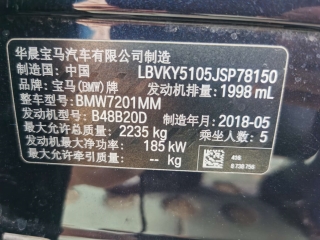 华晨宝马汽车有限公司制造
制造国：中国 LBVKY5105JSP78150
品牌：宝马(BMW)牌 发动机排量：1998 mL
整车型号：BMW7201MM
发动机型号：B48B20D 制造年月：2018-05
最大允许总质量：2235 kg 乘坐人数：5
发动机最大净功率：185 kW
最大允许牵引质量：-- kg